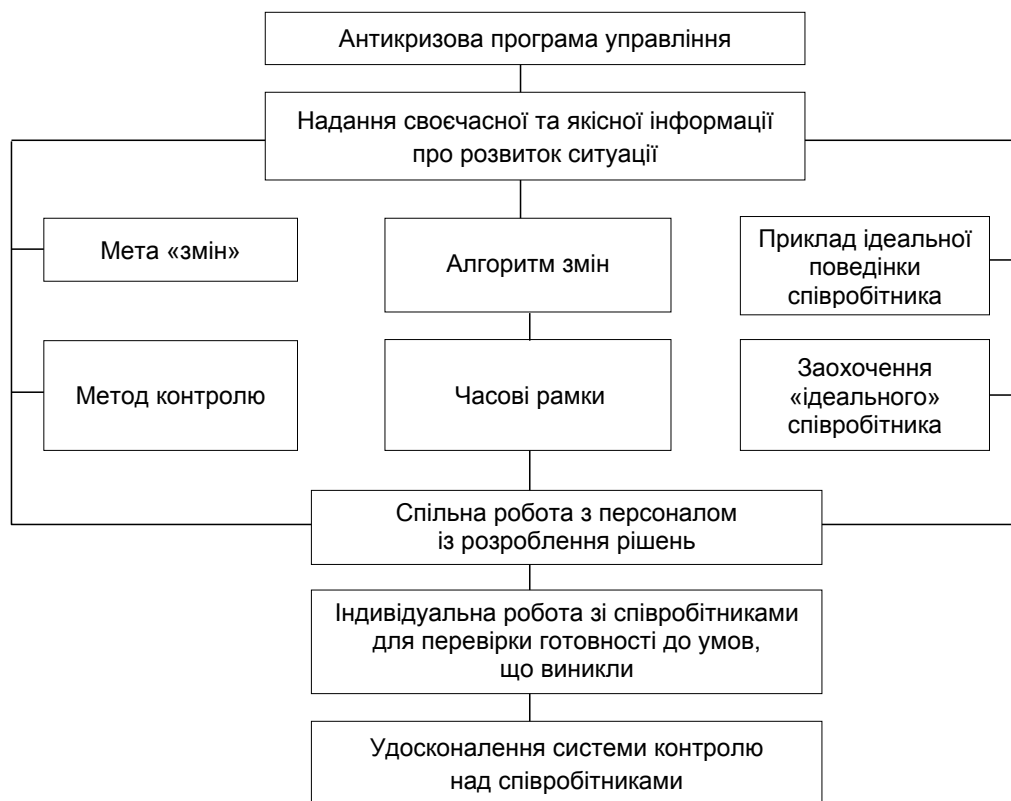 Антикризова програма управління
Надання своєчасної та якісної інформації
про розвиток ситуації
Мета «змін»
Алгоритм змін
Приклад ідеальної
поведінки
співробітника
Метод контролю
Часові рамки
Заохочення
«ідеального»
співробітника
Спільна робота з персоналом
із розроблення рішень
Індивідуальна робота зі співробітниками
для перевірки готовності до умов,
що виникли
Удосконалення системи контролю
над співробітниками